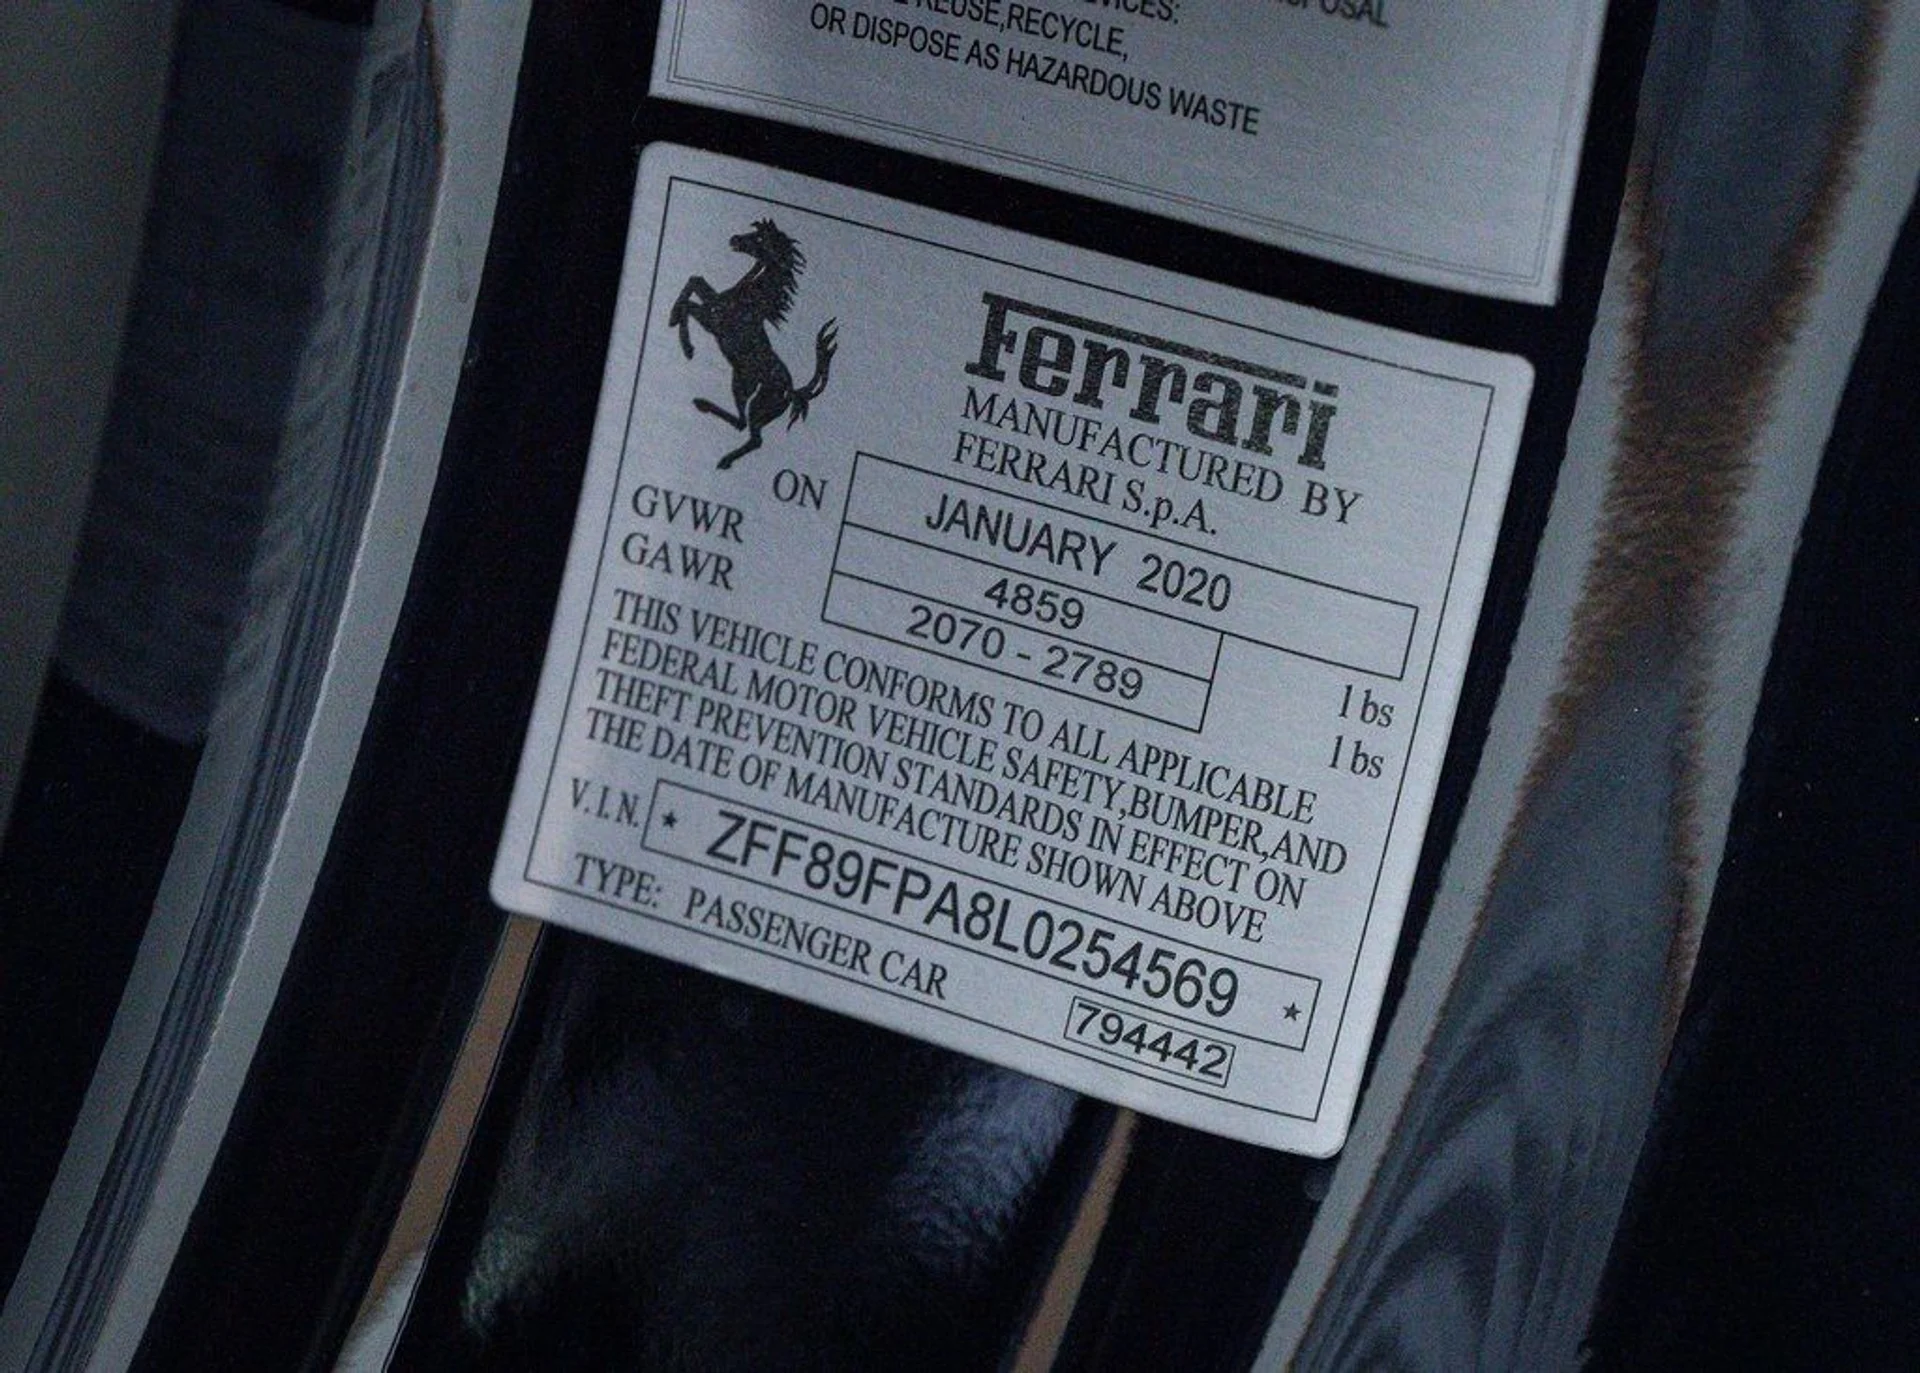 REUSE,RECYCLE,
OR DISPOSE AS HAZARDOUS WASTE
Ferrari
MANUFACTURED BY
FERRARI S.p.A.
ON JANUARY 2020
GVWR 4859 lbs
GAWR 2070 - 2789 lbs
THIS VEHICLE CONFORMS TO ALL APPLICABLE
FEDERAL MOTOR VEHICLE SAFETY,BUMPER,AND
THEFT PREVENTION STANDARDS IN EFFECT ON
THE DATE OF MANUFACTURE SHOWN ABOVE
V.I.N. * ZFF89FPA8L0254569 *
TYPE: PASSENGER CAR
794442